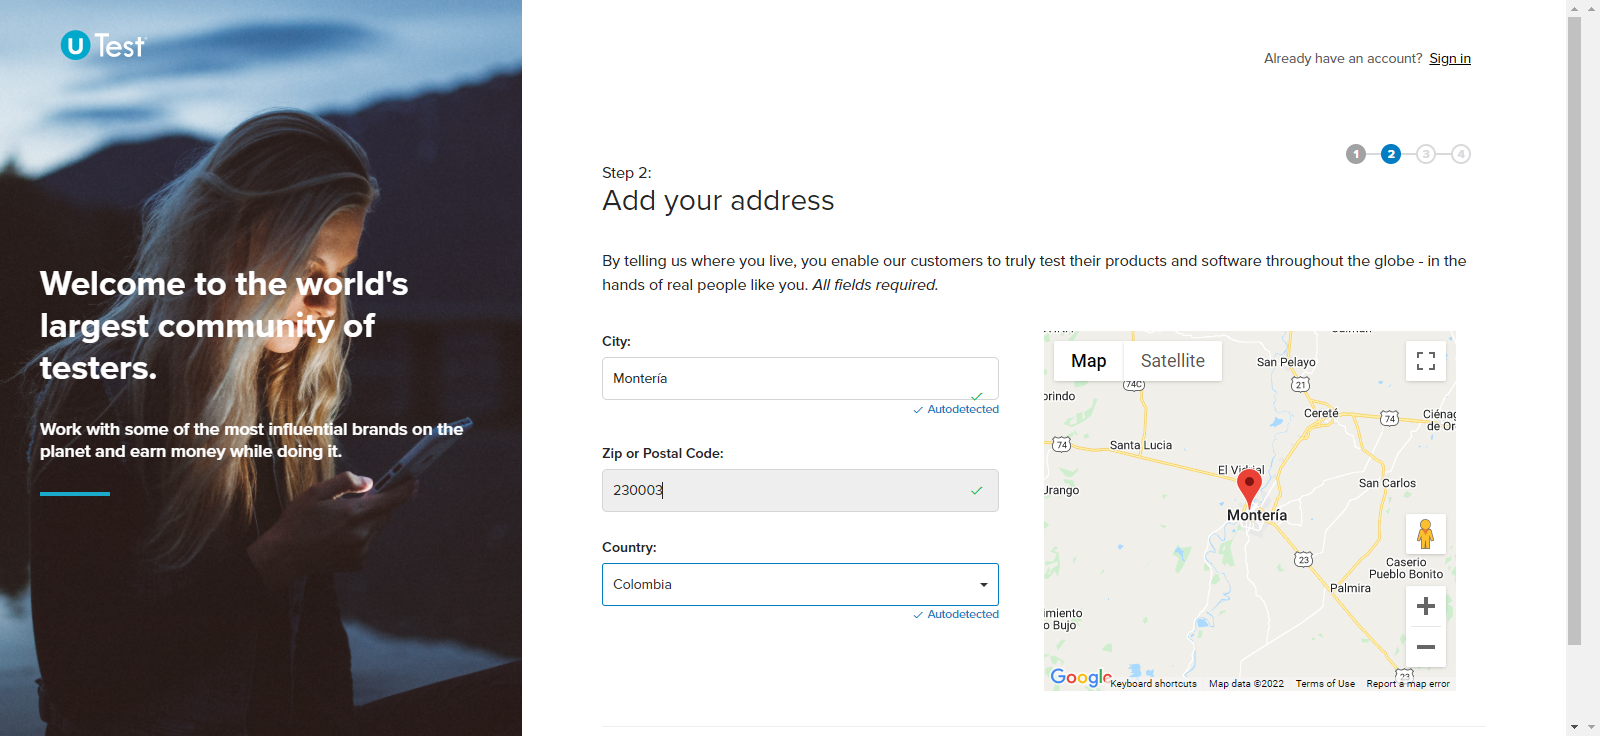 U Test
Already have an account? Sign in
1 2 3 4
Step 2:
Add your address
Welcome to the world's
largest community of
testers.
Work with some of the most influential brands on the
planet and earn money while doing it.
By telling us where you live, you enable our customers to truly test their products and software throughout the globe - in the
hands of real people like you. All fields required.
City:
Montería
Autodetected
Zip or Postal Code:
230003
Country:
Colombia
Autodetected
Map Satellite
San Pelayo
74C
21
orindo
Cereté
74
Ciénag
de Or
74
Santa Lucia
El Vidrial
Urango
San Carlos
Montería
23
Caserio
Pueblo Bonito
Palmira
imiento
o Bujo
23
Google
Keyboard shortcuts Map data ©2022 Terms of Use Report a map error